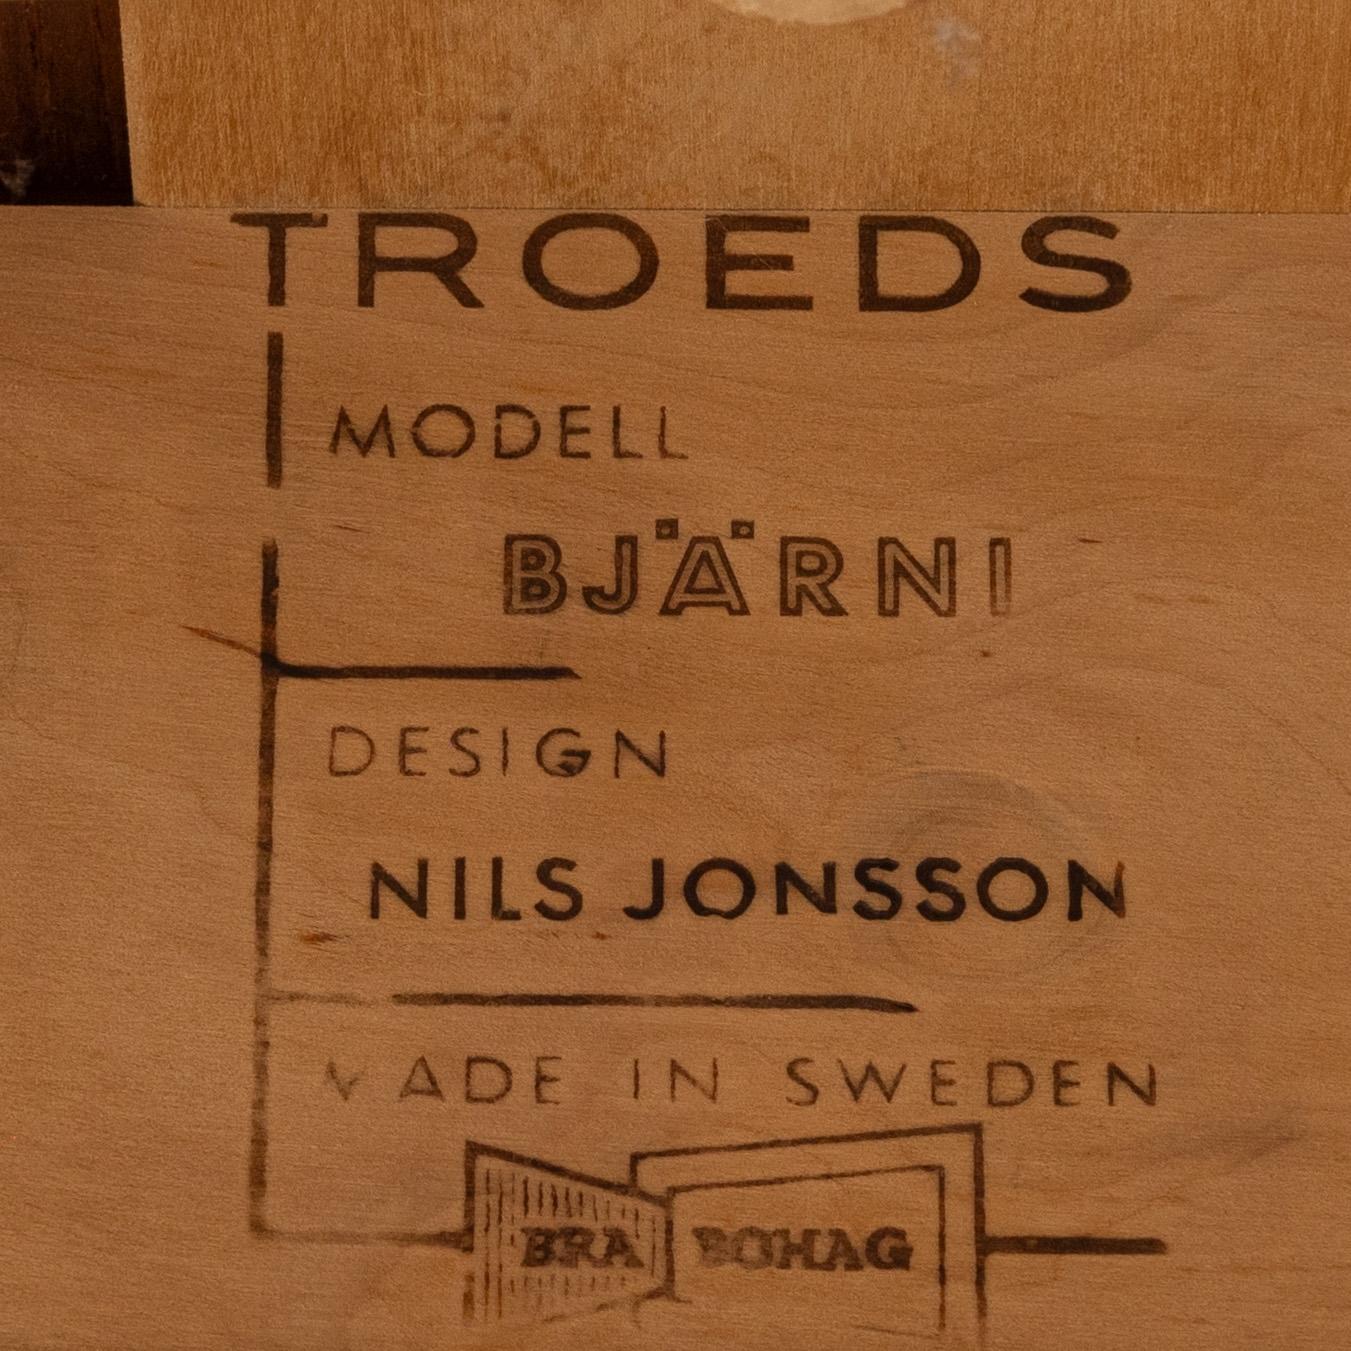 TROEDS
MODELL
BJÄRNI
DESIGN
NILS JONSSON
MADE IN SWEDEN
BRA BOHAG